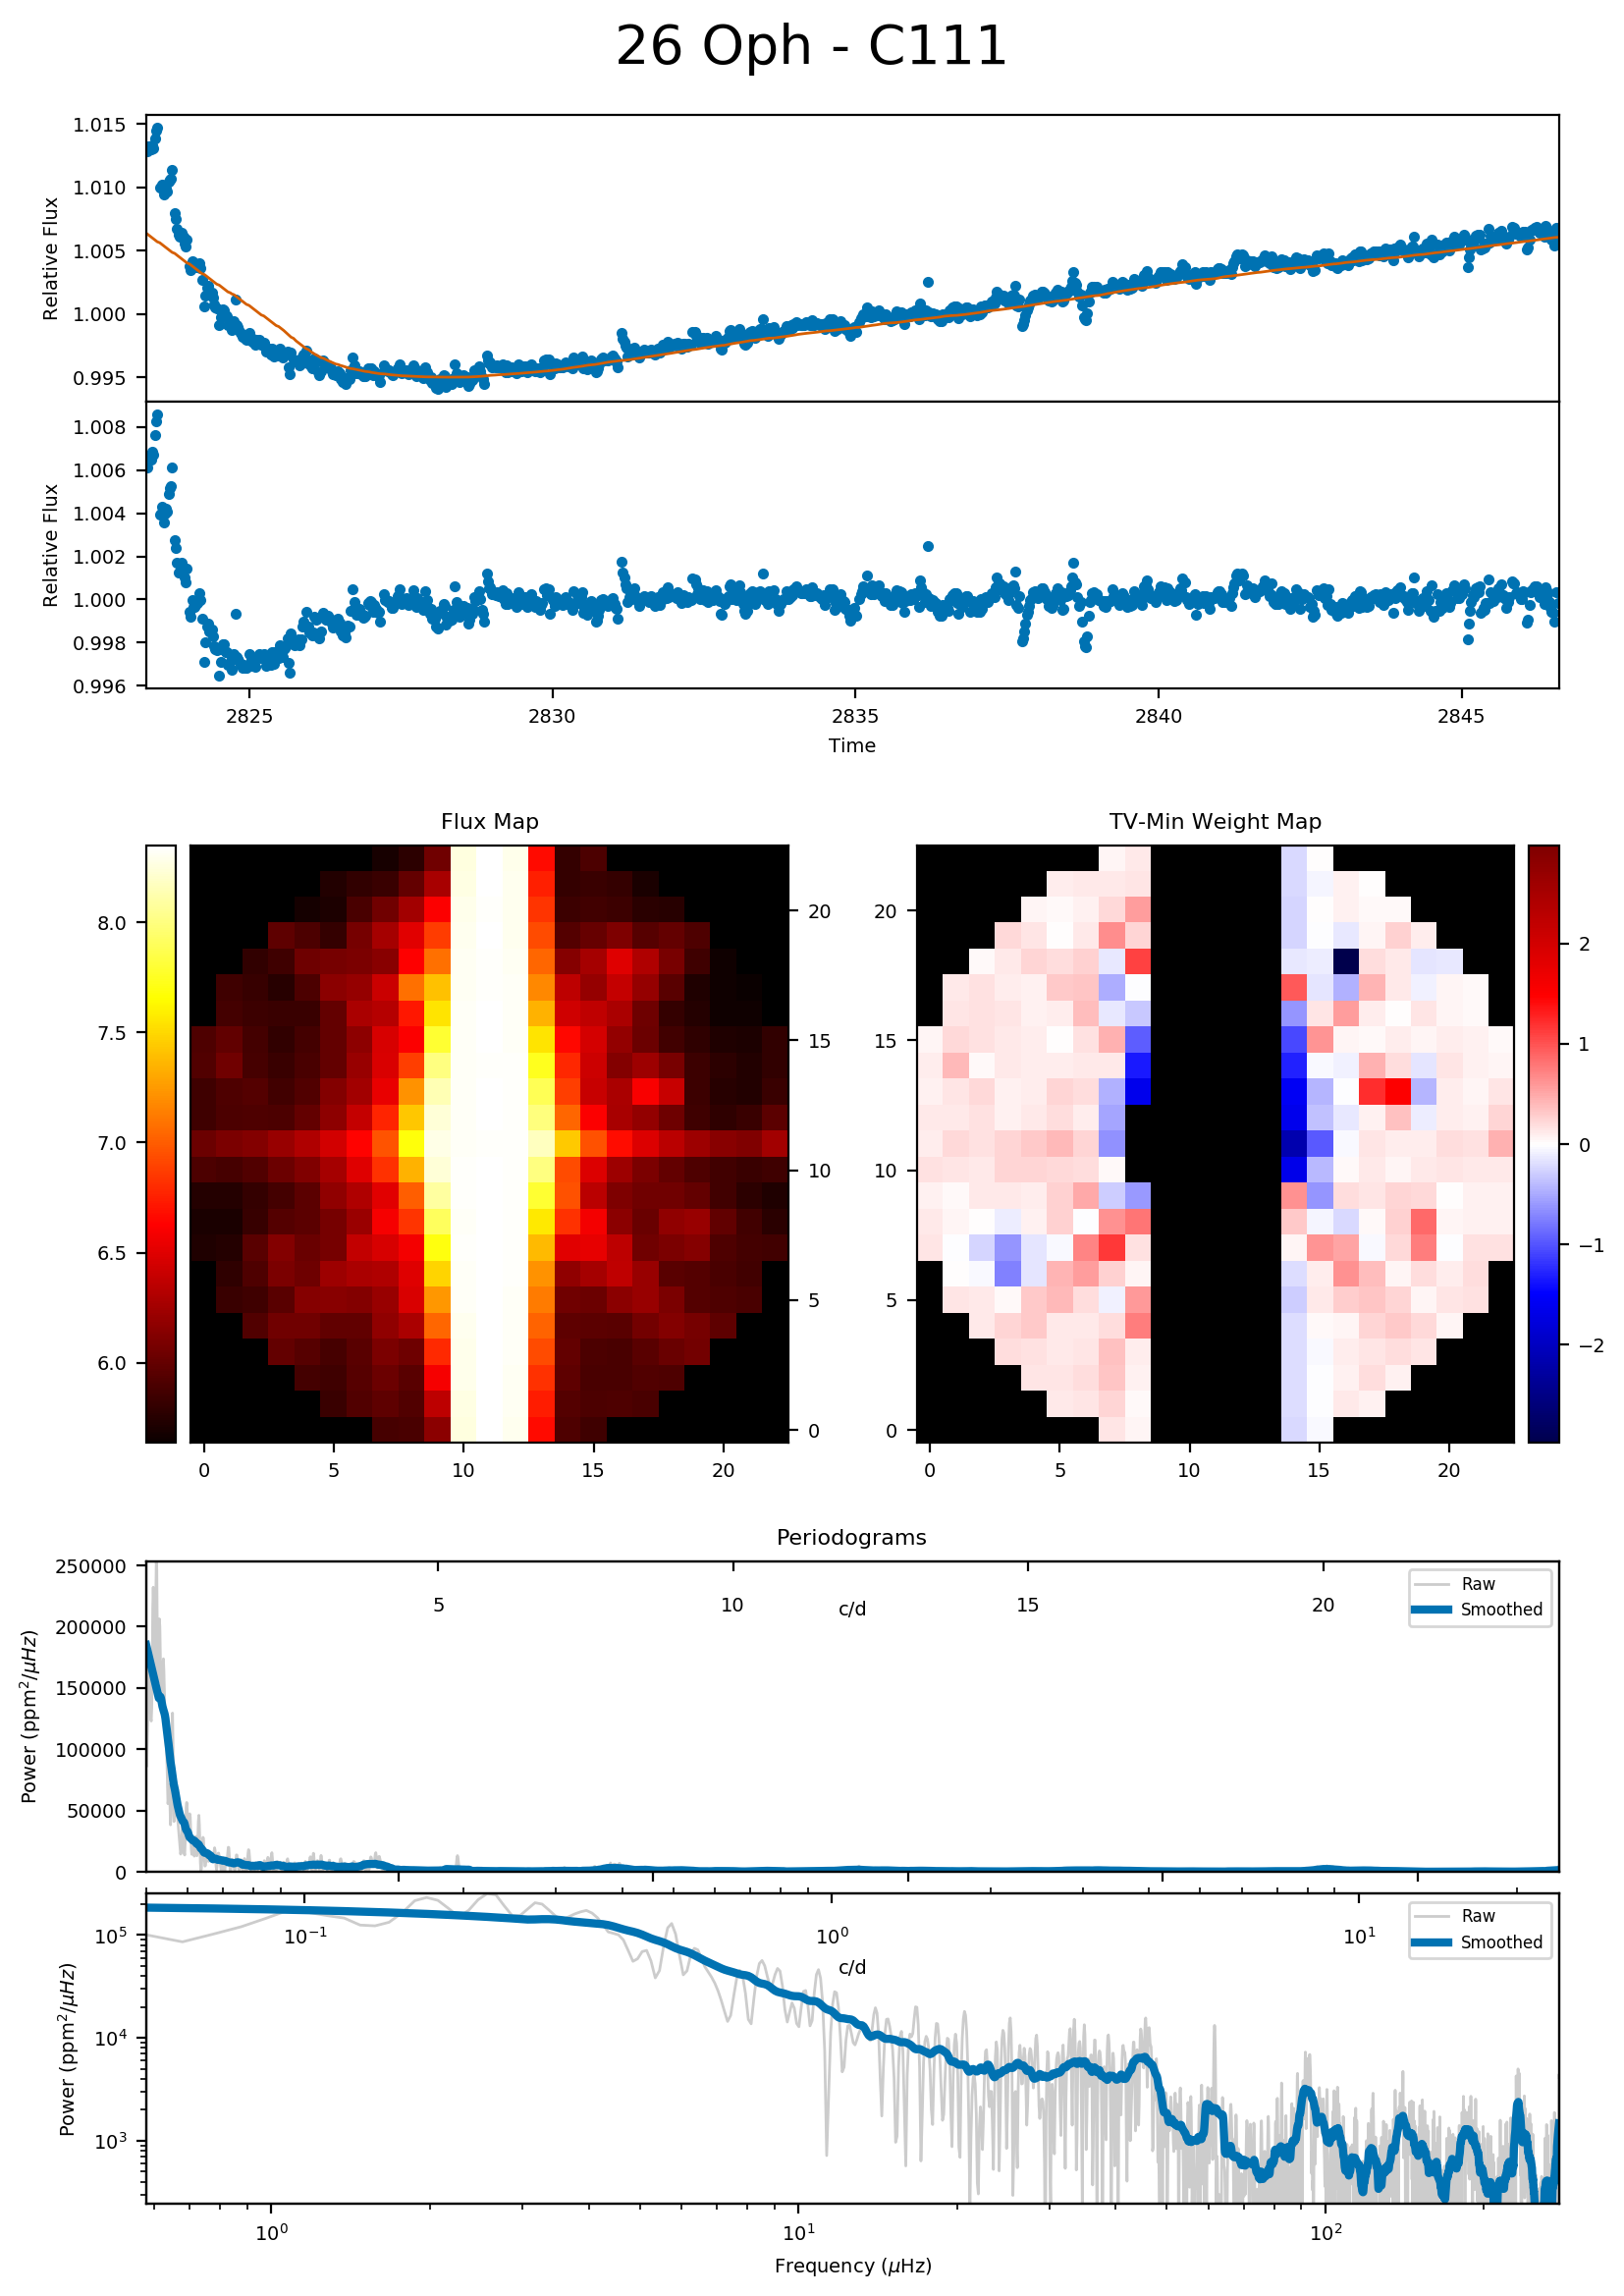 26 Oph - C111
1.015
1.010
1.005
1.000
0.995
Relative Flux
1.008
1.006
1.004
1.002
1.000
0.998
0.996
Relative Flux
2825 2830 2835 2840 2845
Time
Flux Map
8.0
7.5
7.0
6.5
6.0
20
15
10
5
0
0 5 10 15 20
TV-Min Weight Map
20
15
10
5
0
0 5 10 15 20
2
1
0
−1
−2
Periodograms
250000
200000
150000
100000
50000
0
Power (ppm²/μHz)
5 10 15 20
c/d
Raw
Smoothed
10⁵
10⁴
10³
Power (ppm²/μHz)
10⁻¹ 10⁰ 10¹
c/d
Raw
Smoothed
10⁰ 10¹ 10²
Frequency (μHz)